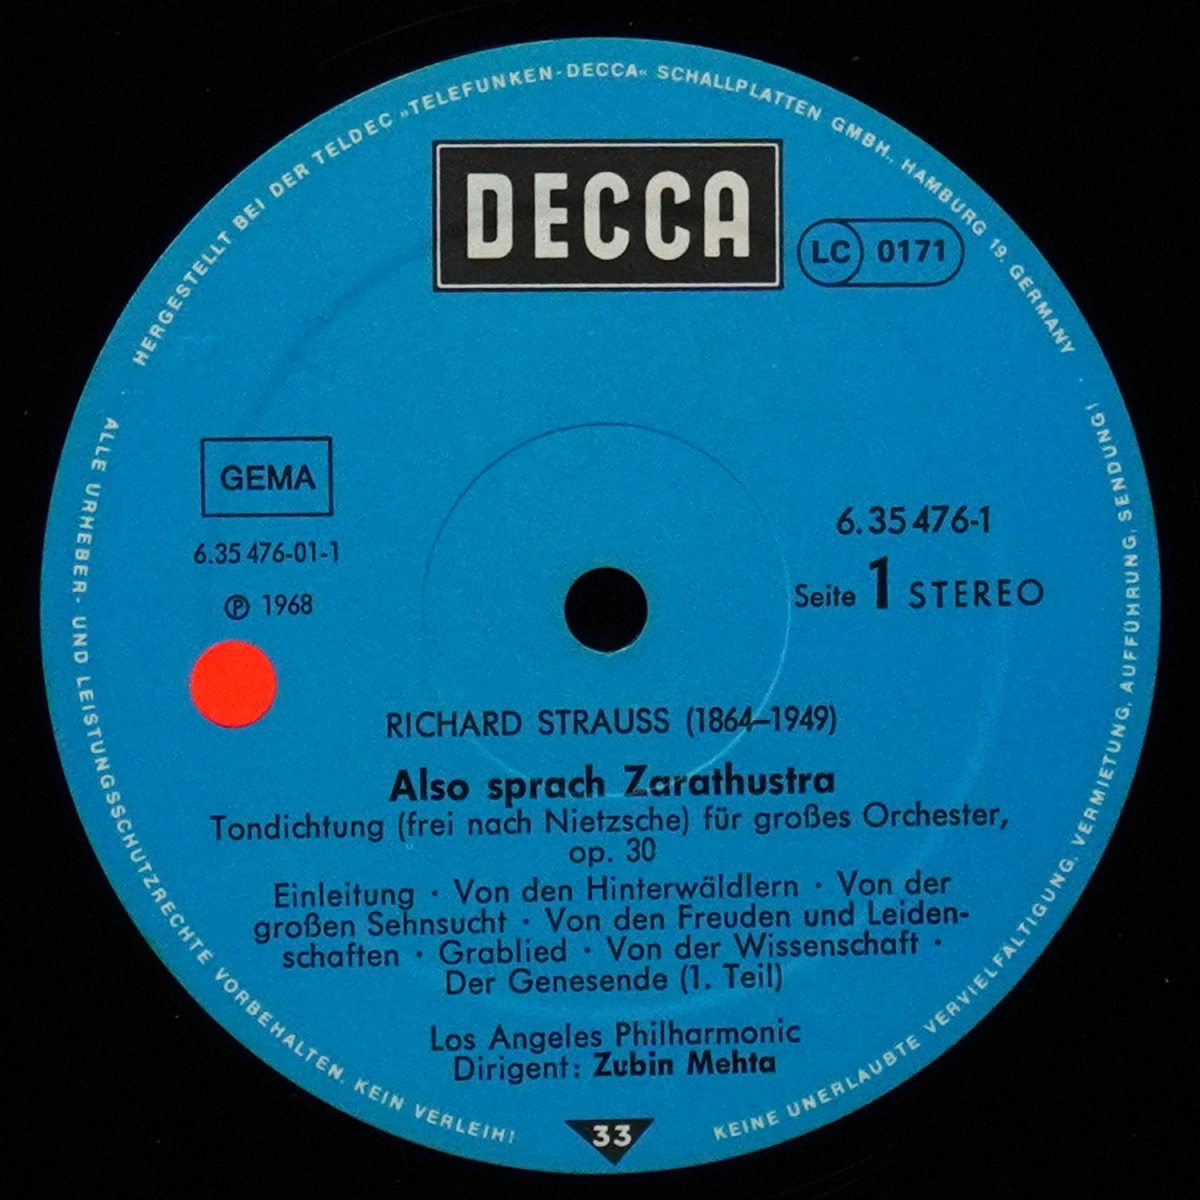 HERGESTELLT BEI DER TELDEC »TELEFUNKEN-DECCA« SCHALLPLATTEN GMBH., HAMBURG 19. GERMANY
DECCA
LC 0171
GEMA
6.35 476-01-1
Ⓟ 1968
6.35 476-1
Seite 1 STEREO
RICHARD STRAUSS (1864–1949)
Also sprach Zarathustra
Tondichtung (frei nach Nietzsche) für großes Orchester,
op. 30
Einleitung · Von den Hinterwäldlern · Von der
großen Sehnsucht · Von den Freuden und Leiden-
schaften · Grablied · Von der Wissenschaft ·
Der Genesende (1. Teil)
Los Angeles Philharmonic
Dirigent: Zubin Mehta
33
ALLE URHEBER- UND LEISTUNGSSCHUTZRECHTE VORBEHALTEN. KEIN VERLEIH!
KEINE UNERLAUBTE VERVIELFÄLTIGUNG, VERMIETUNG, AUFFÜHRUNG, SENDUNG!